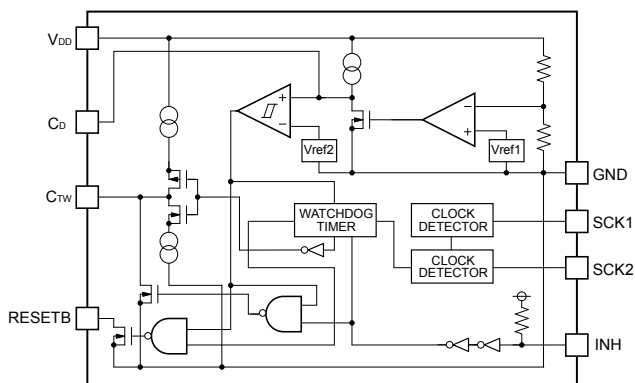 VDD
CD
CTW
RESETB
+
−
Vref2
−
+
Vref1
GND
SCK1
SCK2
INH
WATCHDOG
TIMER
CLOCK
DETECTOR
CLOCK
DETECTOR